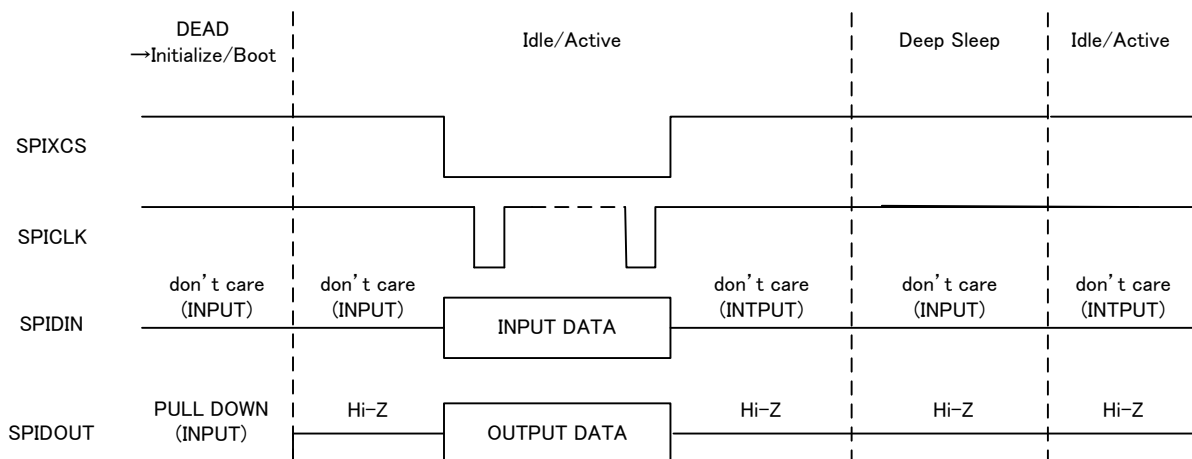 DEAD
→Initialize/Boot
Idle/Active
Deep Sleep
Idle/Active
SPIXCS
SPICLK
SPIDIN
don't care
(INPUT)
don't care
(INPUT)
INPUT DATA
don't care
(INTPUT)
don't care
(INPUT)
don't care
(INTPUT)
SPIDOUT
PULL DOWN
(INPUT)
Hi-Z
OUTPUT DATA
Hi-Z
Hi-Z
Hi-Z